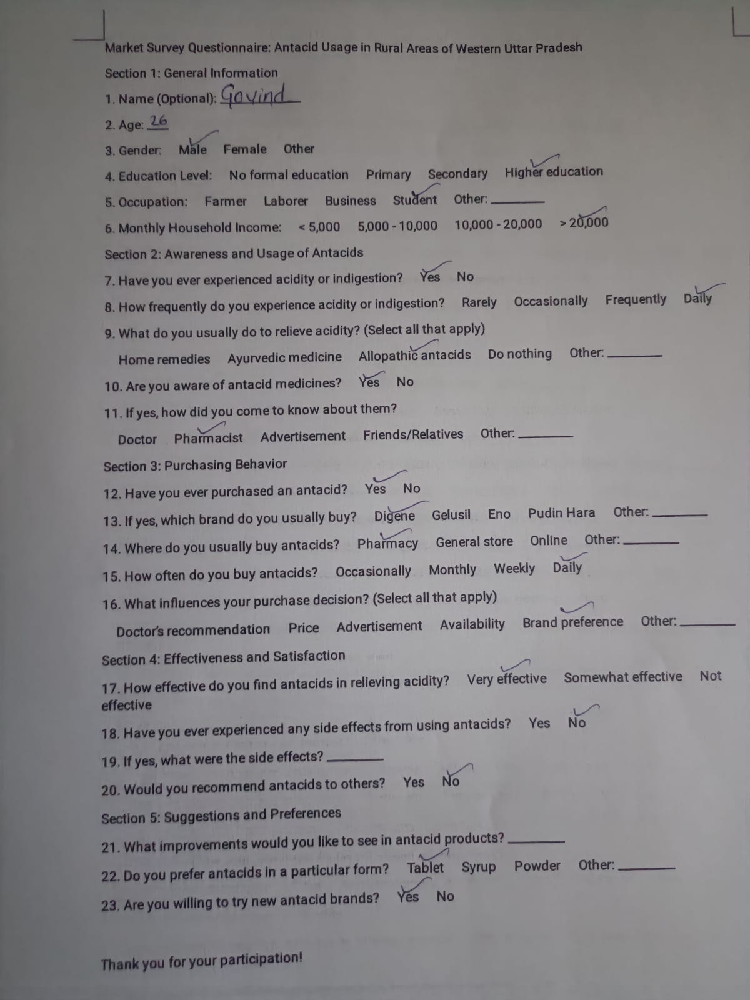 Market Survey Questionnaire: Antacid Usage in Rural Areas of Western Uttar Pradesh
Section 1: General Information
1. Name (Optional): Govind
2. Age: 26
3. Gender: Male Female Other
4. Education Level: No formal education Primary Secondary Higher education
5. Occupation: Farmer Laborer Business Student Other: ________
6. Monthly Household Income: < 5,000 5,000 - 10,000 10,000 - 20,000 > 20,000
Section 2: Awareness and Usage of Antacids
7. Have you ever experienced acidity or indigestion? Yes No
8. How frequently do you experience acidity or indigestion? Rarely Occasionally Frequently Daily
9. What do you usually do to relieve acidity? (Select all that apply)
Home remedies Ayurvedic medicine Allopathic antacids Do nothing Other: ________
10. Are you aware of antacid medicines? Yes No
11. If yes, how did you come to know about them?
Doctor Pharmacist Advertisement Friends/Relatives Other: ________
Section 3: Purchasing Behavior
12. Have you ever purchased an antacid? Yes No
13. If yes, which brand do you usually buy? Digene Gelusil Eno Pudin Hara Other: ________
14. Where do you usually buy antacids? Pharmacy General store Online Other: ________
15. How often do you buy antacids? Occasionally Monthly Weekly Daily
16. What influences your purchase decision? (Select all that apply)
Doctor's recommendation Price Advertisement Availability Brand preference Other: ________
Section 4: Effectiveness and Satisfaction
17. How effective do you find antacids in relieving acidity? Very effective Somewhat effective Not
effective
18. Have you ever experienced any side effects from using antacids? Yes No
19. If yes, what were the side effects? ________
20. Would you recommend antacids to others? Yes No
Section 5: Suggestions and Preferences
21. What improvements would you like to see in antacid products? ________
22. Do you prefer antacids in a particular form? Tablet Syrup Powder Other: ________
23. Are you willing to try new antacid brands? Yes No
Thank you for your participation!